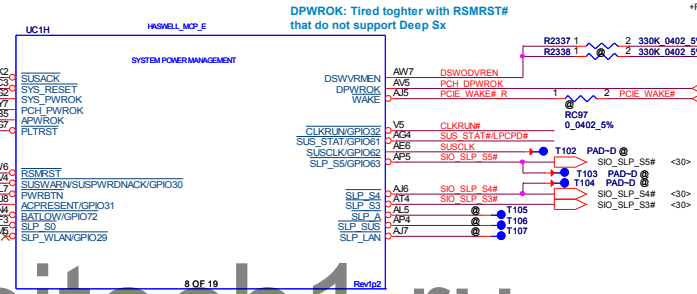 DPWROK: Tired toghter with RSMRST#
that do not support Deep Sx
UC1H
HASWELL_MCP_E
SYSTEM POWER MANAGEMENT
R2337 1 2 330K_0402_5%
R2338 1 @ 2 330K_0402_5%
SUSACK
SYS_RESET
SYS_PWROK
PCH_PWROK
APWROK
PLTRST
DSWVRMEN AW7 DSWODVREN
DPWROK AV5 PCH_DPWROK
WAKE AJ5 PCIE_WAKE#_R 1 2 PCIE_WAKE#
@
RC97
0_0402_5%
CLKRUN/GPIO32 V5 CLKRUN#
SUS_STAT/GPIO61 AG4 SUS_STAT#/LPCPD#
SUSCLK/GPIO62 AE6 SUSCLK T102 PAD~D @
SLP_S5/GPIO63 AP5 SIO_SLP_S5# SIO_SLP_S5# <30>
T103 PAD~D @
T104 PAD~D @
RSMRST
SUSWARN/SUSPWRDNACK/GPIO30
PWRBTN
ACPRESENT/GPIO31
BATLOW/GPIO72
SLP_S0
SLP_WLAN/GPIO29
SLP_S4 AJ6 SIO_SLP_S4# SIO_SLP_S4# <30>
SLP_S3 AT4 SIO_SLP_S3# SIO_SLP_S3# <30>
SLP_A AL5 @ T105
SLP_SUS AP4 @ T106
SLP_LAN AJ7 @ T107
8 OF 19
Rev1p2